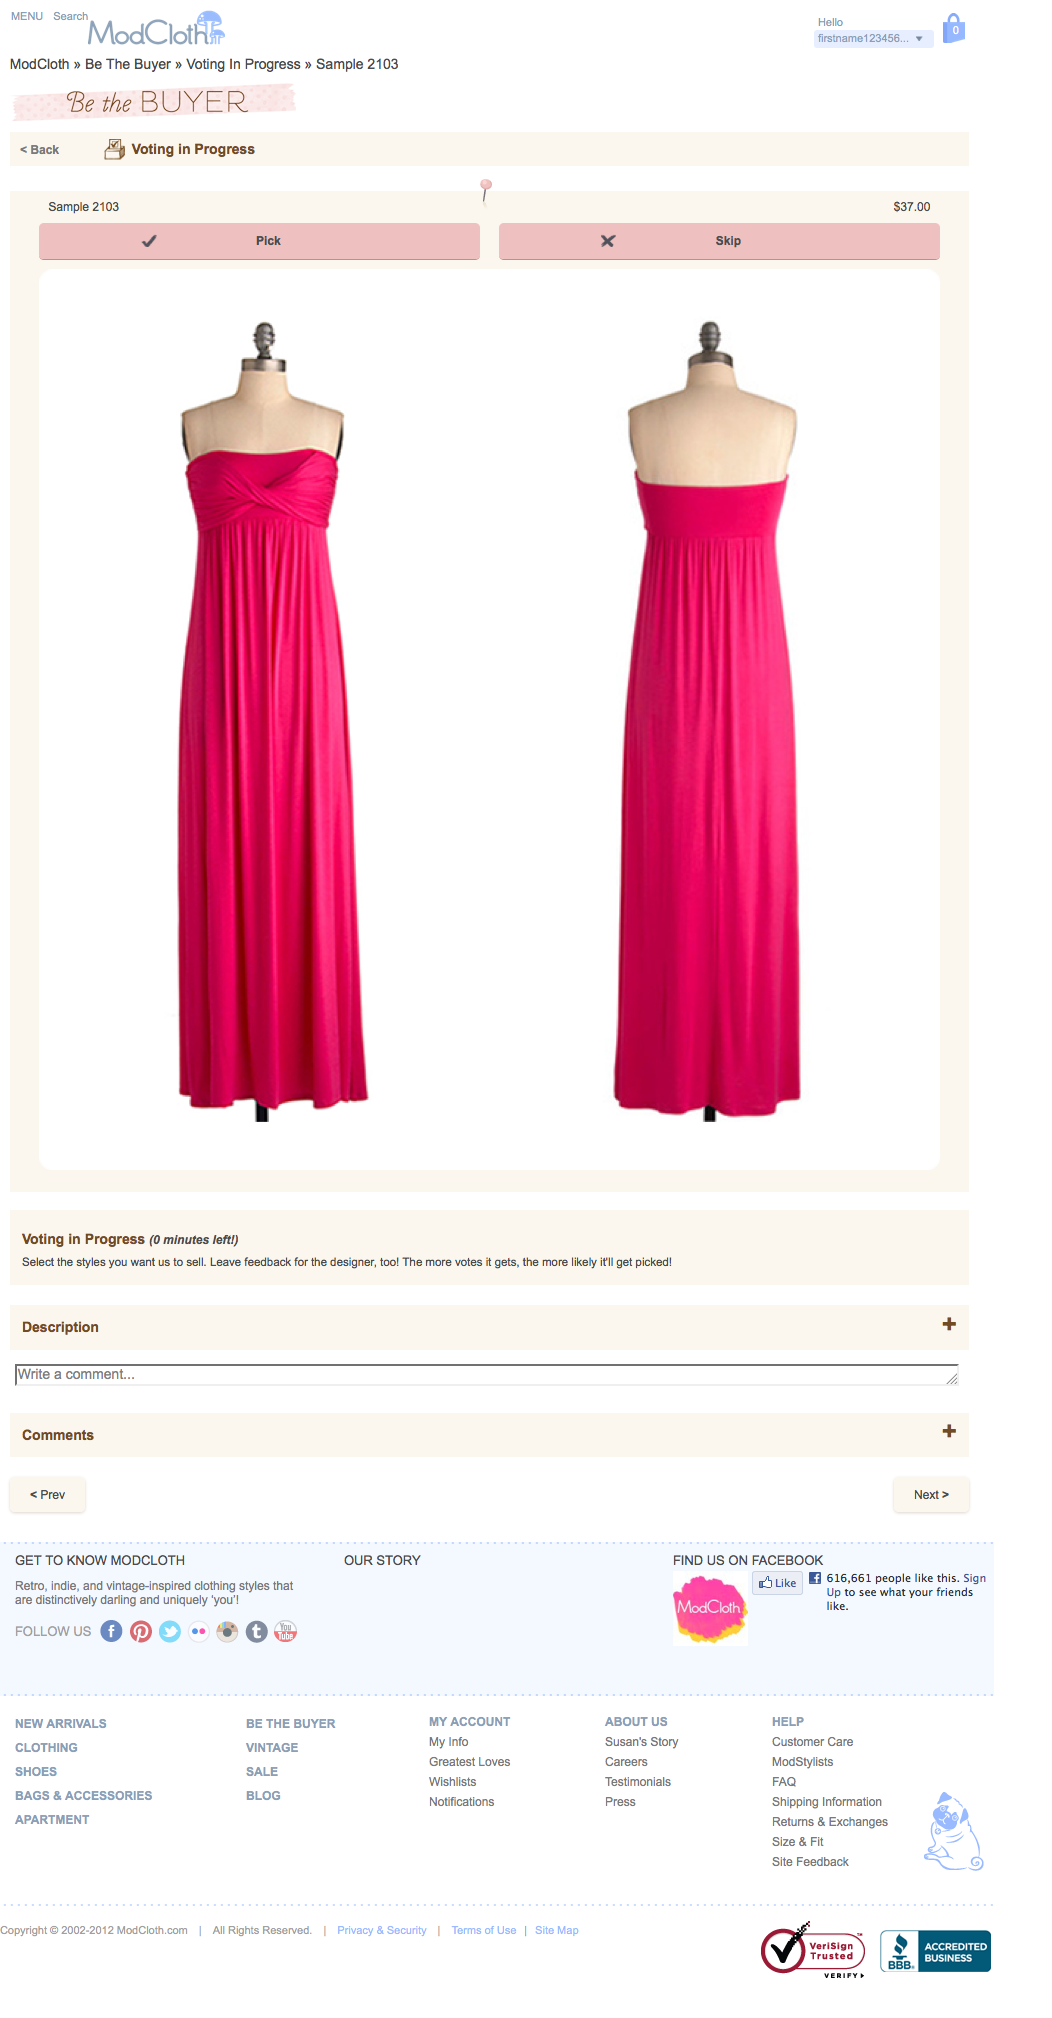 MENU Search ModCloth
Hello
firstname123456... 0
ModCloth » Be The Buyer » Voting In Progress » Sample 2103
Be the BUYER
< Back Voting in Progress
Sample 2103 $37.00
Pick Skip
Voting in Progress (0 minutes left!)
Select the styles you want us to sell. Leave feedback for the designer, too! The more votes it gets, the more likely it'll get picked!
Description
Write a comment...
Comments
< Prev Next >
GET TO KNOW MODCLOTH
Retro, indie, and vintage-inspired clothing styles that
are distinctively darling and uniquely 'you'!
FOLLOW US
You
Tube
OUR STORY
FIND US ON FACEBOOK
ModCloth
Like
616,661 people like this. Sign
Up to see what your friends
like.
NEW ARRIVALS
CLOTHING
SHOES
BAGS & ACCESSORIES
APARTMENT
BE THE BUYER
VINTAGE
SALE
BLOG
MY ACCOUNT
My Info
Greatest Loves
Wishlists
Notifications
ABOUT US
Susan's Story
Careers
Testimonials
Press
HELP
Customer Care
ModStylists
FAQ
Shipping Information
Returns & Exchanges
Size & Fit
Site Feedback
Copyright © 2002-2012 ModCloth.com | All Rights Reserved. | Privacy & Security | Terms of Use | Site Map
VeriSign
Trusted
VERIFY
BBB.
ACCREDITED
BUSINESS